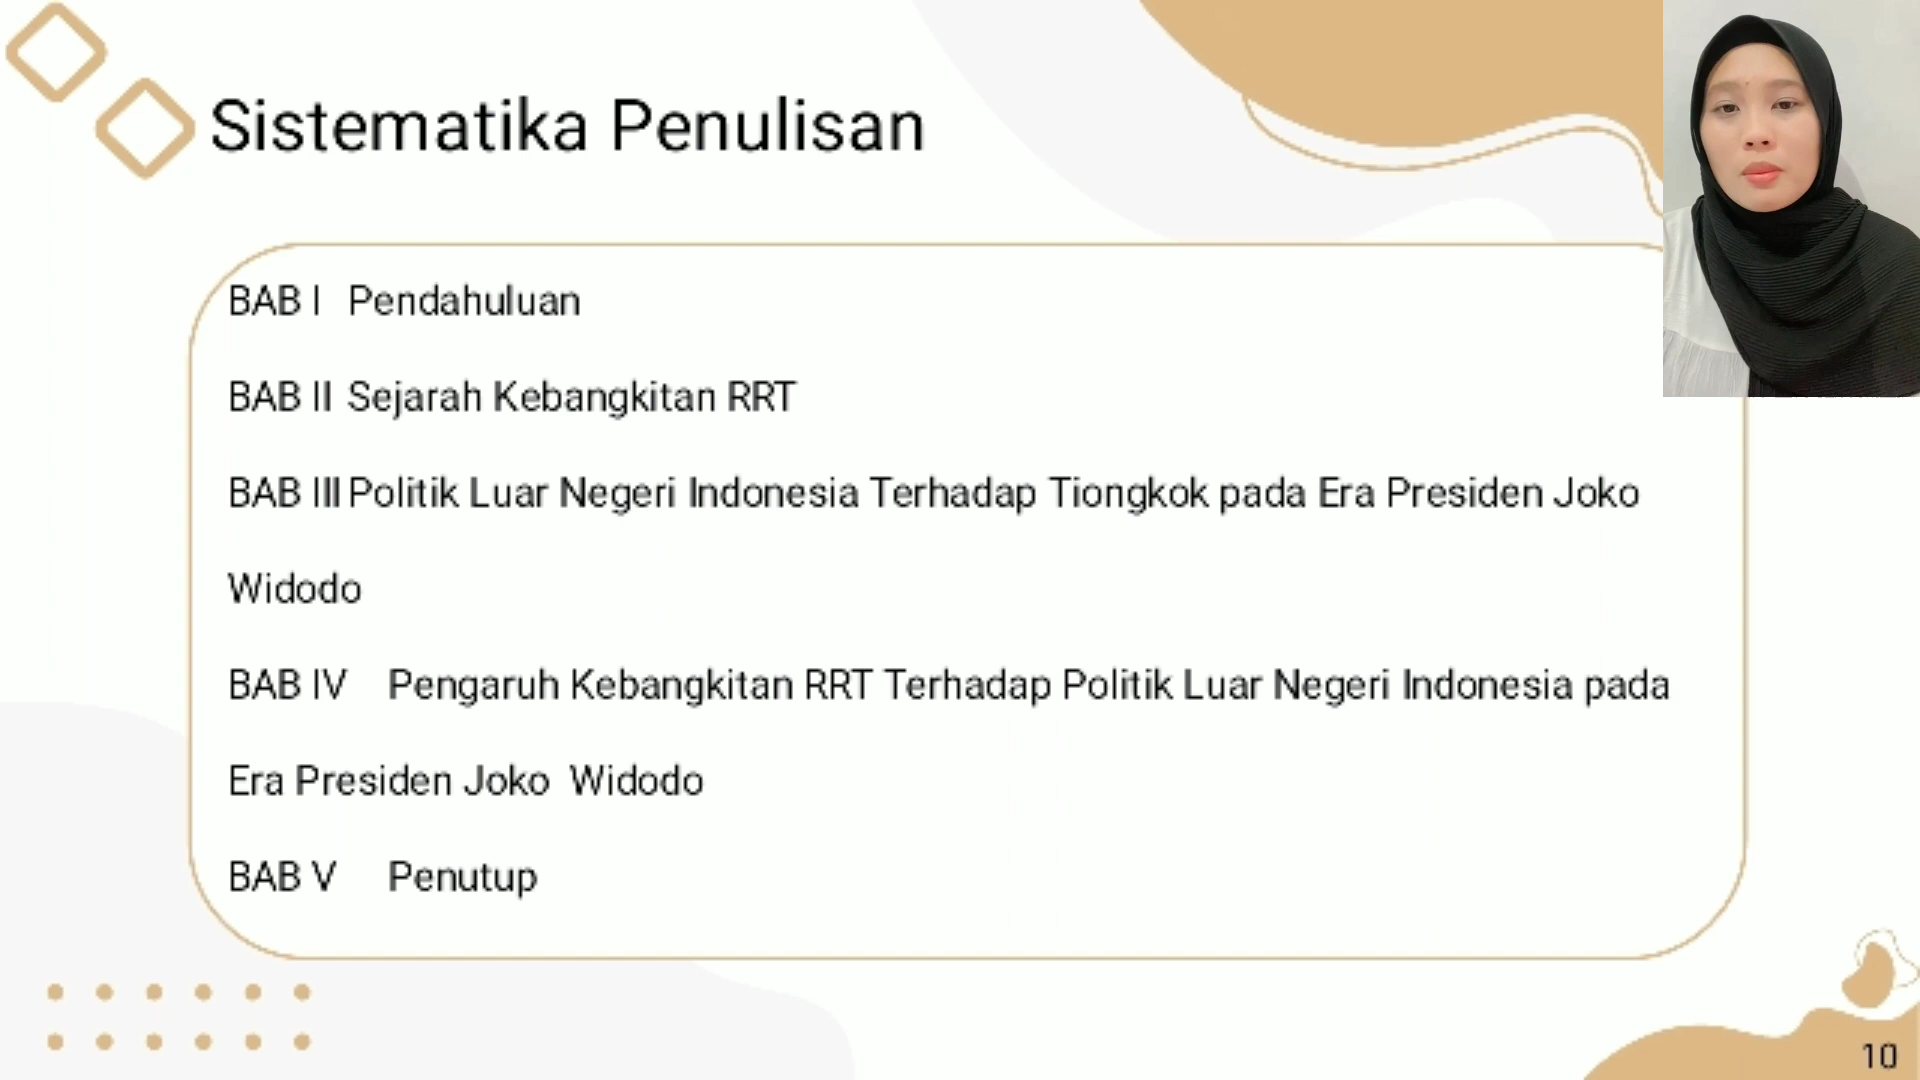 Sistematika Penulisan
BAB I Pendahuluan
BAB II Sejarah Kebangkitan RRT
BAB III Politik Luar Negeri Indonesia Terhadap Tiongkok pada Era Presiden Joko
Widodo
BAB IV Pengaruh Kebangkitan RRT Terhadap Politik Luar Negeri Indonesia pada
Era Presiden Joko Widodo
BAB V Penutup
10